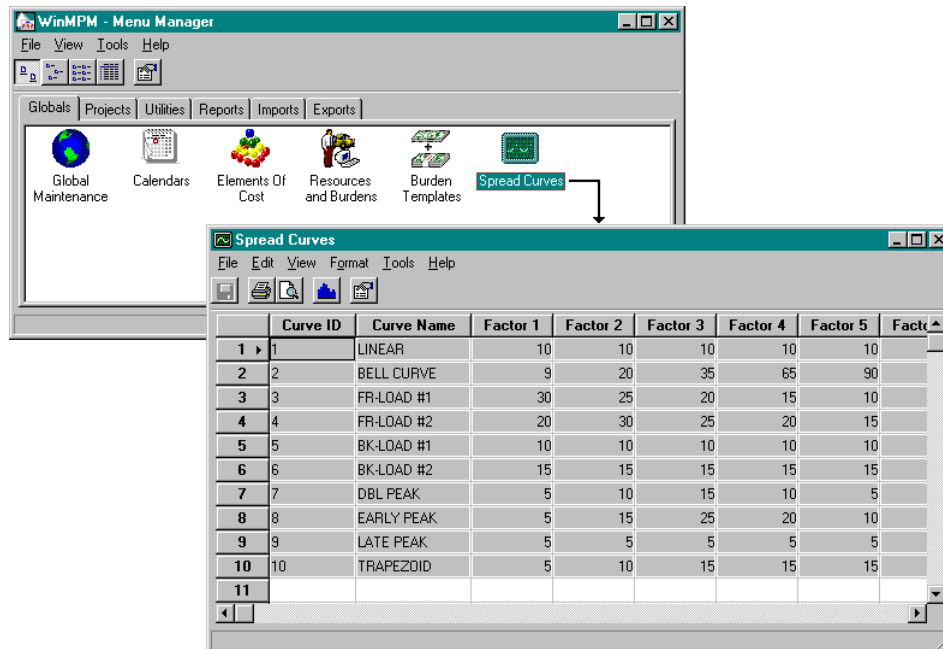 WinMPM - Menu Manager
File View Tools Help
Globals Projects Utilities Reports Imports Exports
Global Maintenance
Calendars
Elements Of Cost
Resources and Burdens
Burden Templates
Spread Curves
Spread Curves
File Edit View Format Tools Help
Curve ID Curve Name Factor 1 Factor 2 Factor 3 Factor 4 Factor 5 Facto
1 1 LINEAR 10 10 10 10 10
2 2 BELL CURVE 9 20 35 65 90
3 3 FR-LOAD #1 30 25 20 15 10
4 4 FR-LOAD #2 20 30 25 20 15
5 5 BK-LOAD #1 10 10 10 10 10
6 6 BK-LOAD #2 15 15 15 15 15
7 7 DBL PEAK 5 10 15 10 5
8 8 EARLY PEAK 5 15 25 20 10
9 9 LATE PEAK 5 5 5 5 5
10 10 TRAPEZOID 5 10 15 15 15
11